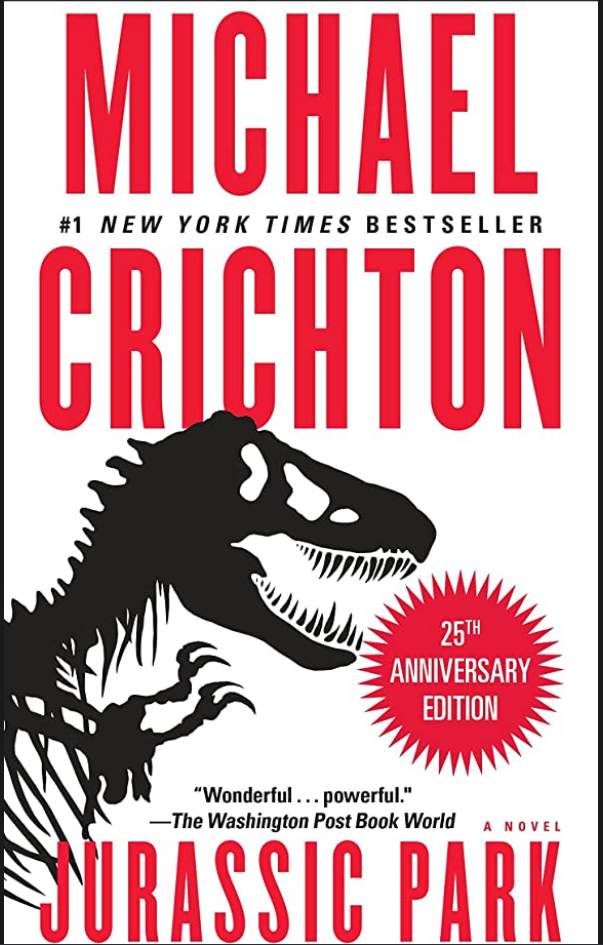 MICHAEL
#1 NEW YORK TIMES BESTSELLER
CRICHTON
25TH
ANNIVERSARY
EDITION
"Wonderful . . . powerful."
—The Washington Post Book World
A NOVEL
JURASSIC PARK